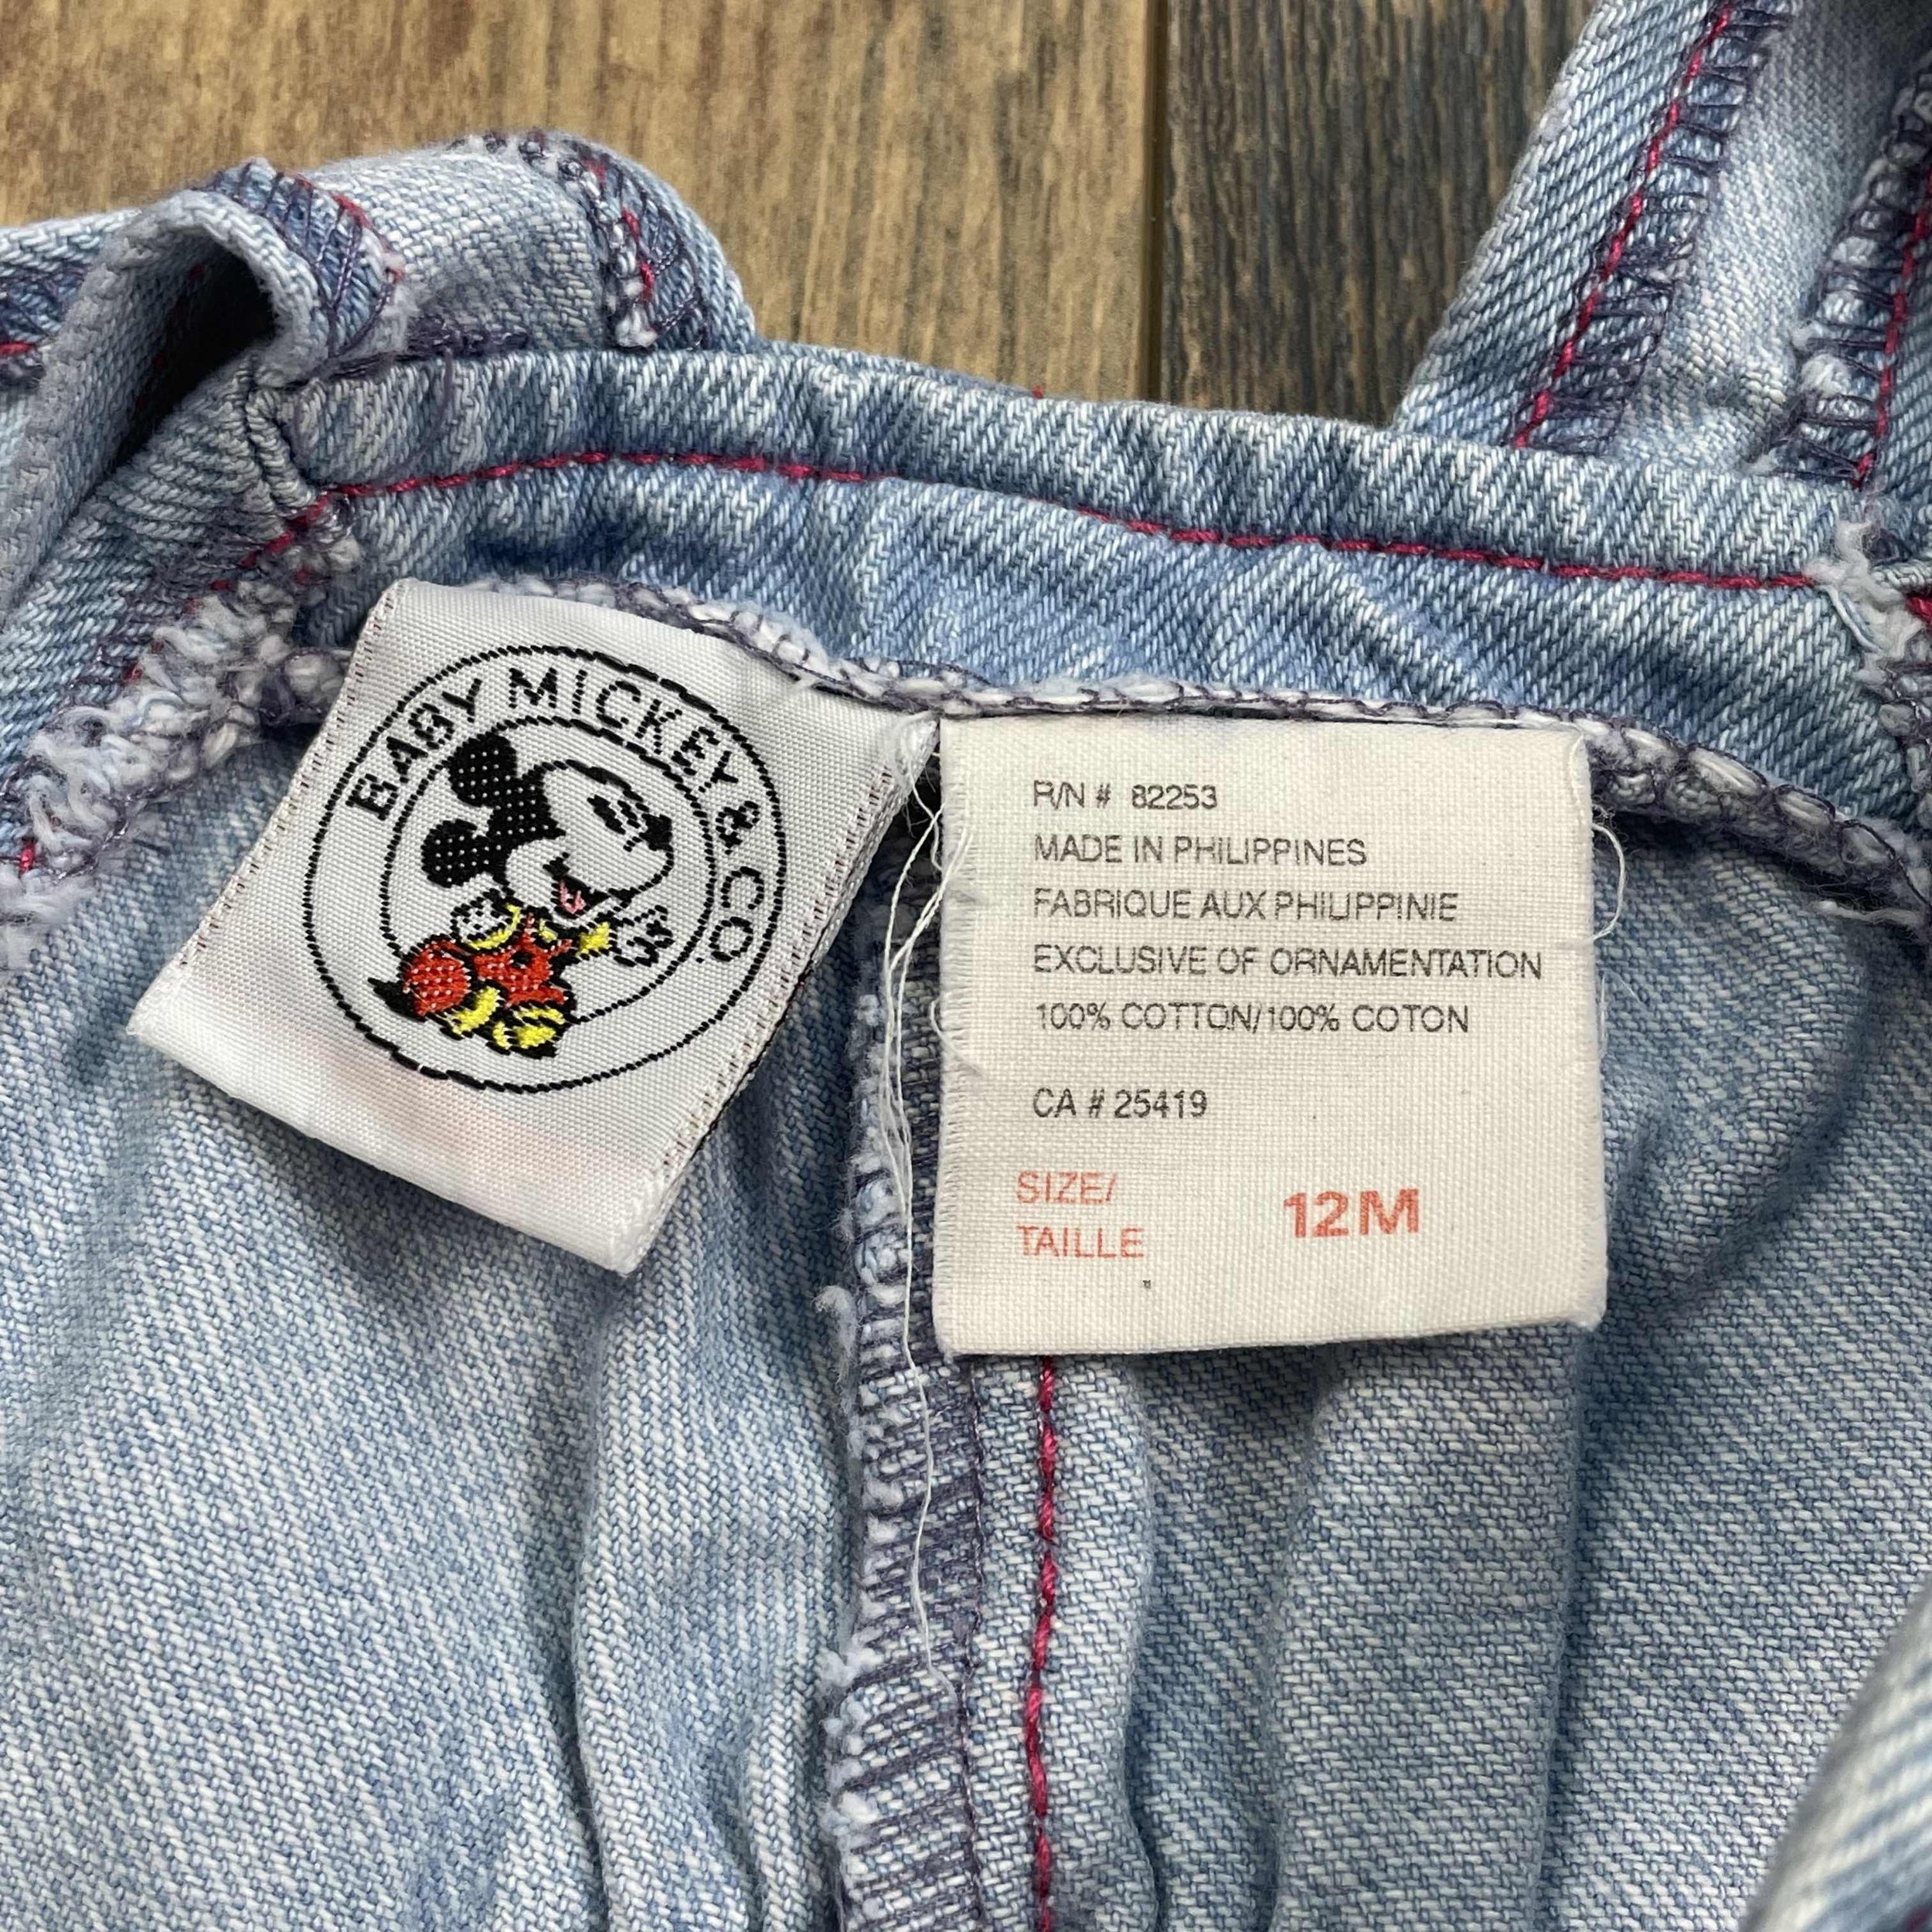 BABY MICKEY & CO.
R/N # 82253
MADE IN PHILIPPINES
FABRIQUE AUX PHILIPPINIE
EXCLUSIVE OF ORNAMENTATION
100% COTTON/100% COTON
CA # 25419
SIZE/
TAILLE
12M